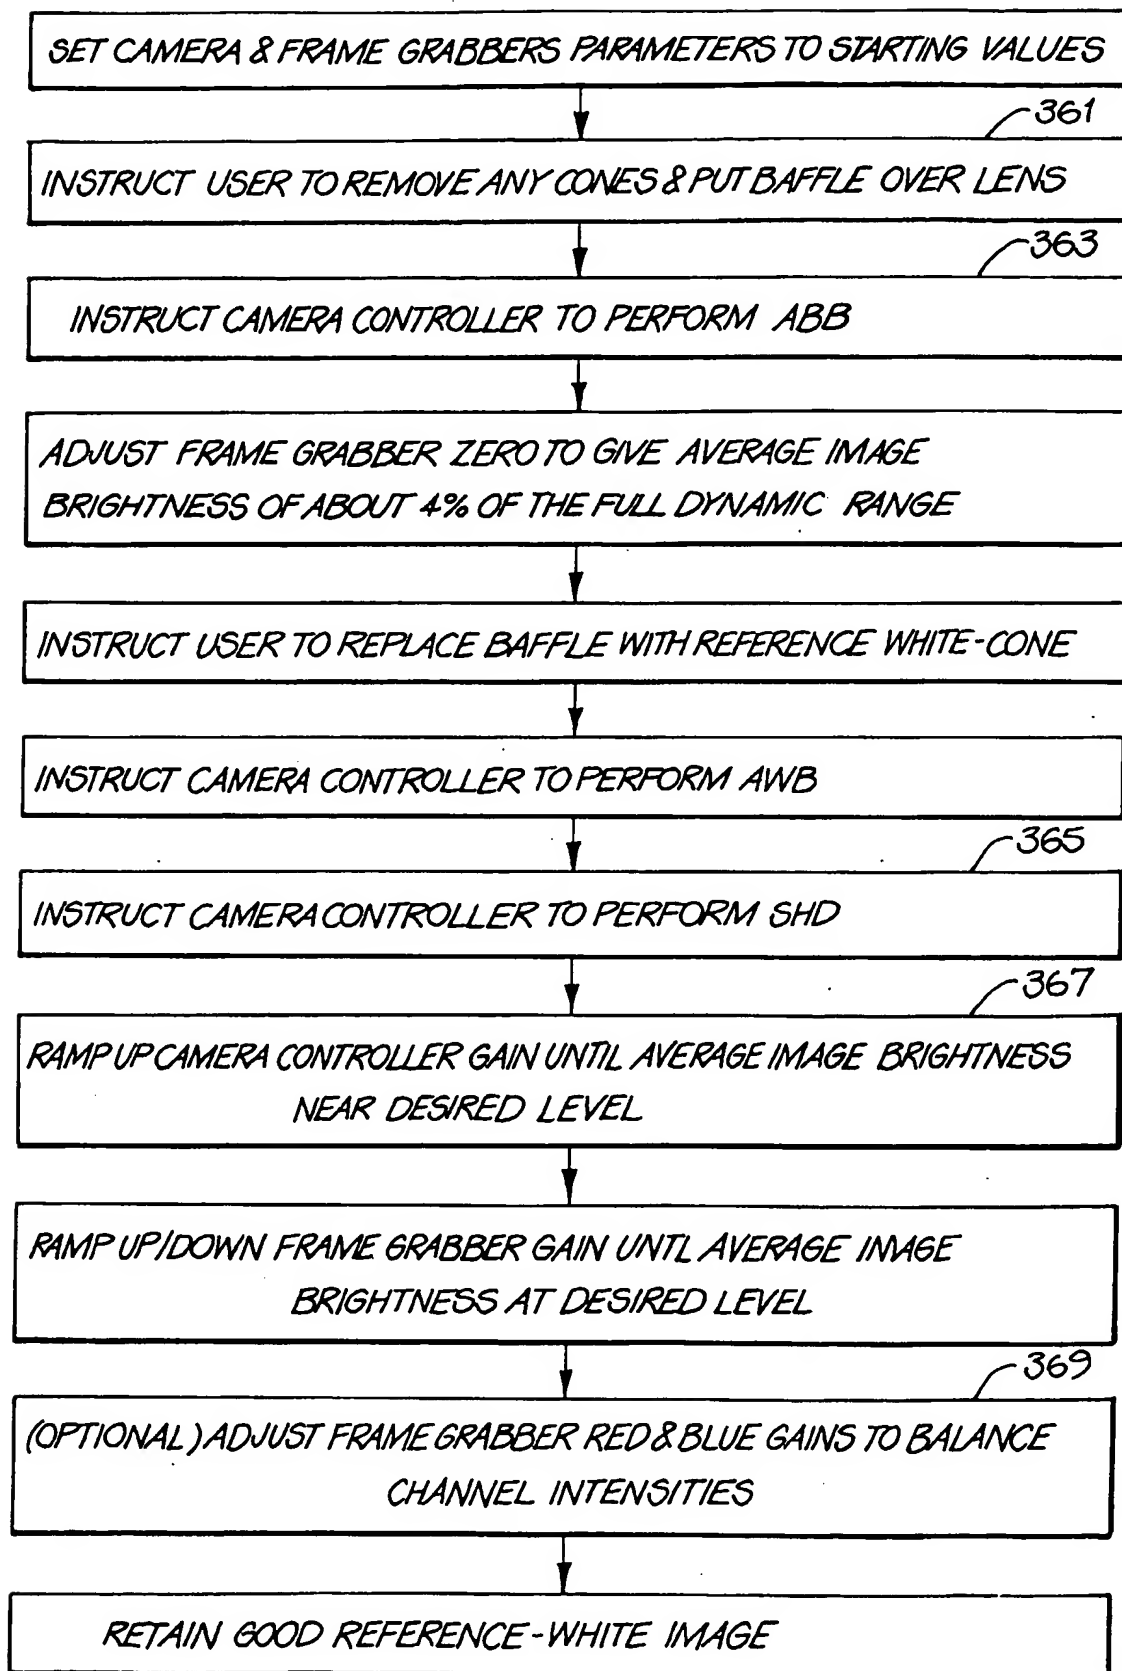 SET CAMERA & FRAME GRABBERS PARAMETERS TO STARTING VALUES
361
INSTRUCT USER TO REMOVE ANY CONES & PUT BAFFLE OVER LENS
363
INSTRUCT CAMERA CONTROLLER TO PERFORM ABB
ADJUST FRAME GRABBER ZERO TO GIVE AVERAGE IMAGE
BRIGHTNESS OF ABOUT 4% OF THE FULL DYNAMIC RANGE
INSTRUCT USER TO REPLACE BAFFLE WITH REFERENCE WHITE-CONE
INSTRUCT CAMERA CONTROLLER TO PERFORM AWB
365
INSTRUCT CAMERA CONTROLLER TO PERFORM SHD
367
RAMP UP CAMERA CONTROLLER GAIN UNTIL AVERAGE IMAGE BRIGHTNESS
NEAR DESIRED LEVEL
RAMP UP/DOWN FRAME GRABBER GAIN UNTL AVERAGE IMAGE
BRIGHTNESS AT DESIRED LEVEL
369
(OPTIONAL) ADJUST FRAME GRABBER RED & BLUE GAINS TO BALANCE
CHANNEL INTENSITIES
RETAIN GOOD REFERENCE-WHITE IMAGE